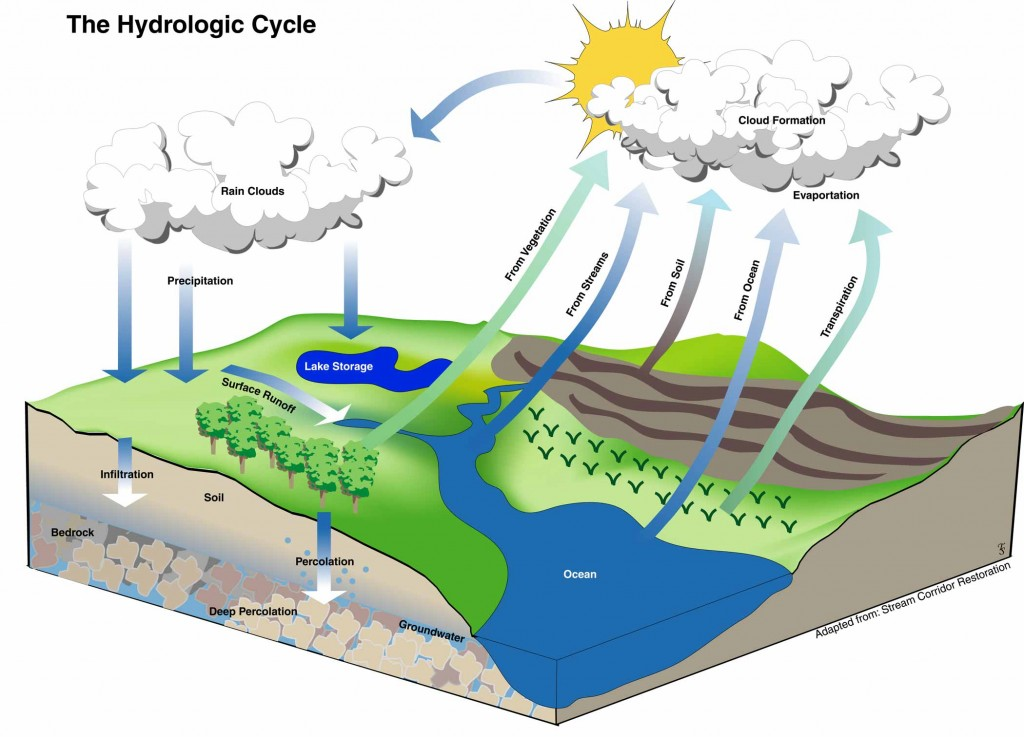 The Hydrologic Cycle
Cloud Formation
Rain Clouds
Evaportation
Precipitation
From Vegetation
From Streams
From Soil
From Ocean
Transpiration
Lake Storage
Surface Runoff
Infiltration
Soil
Bedrock
Percolation
Ocean
Deep Percolation
Groundwater
Adapted from: Stream Corridor Restoration